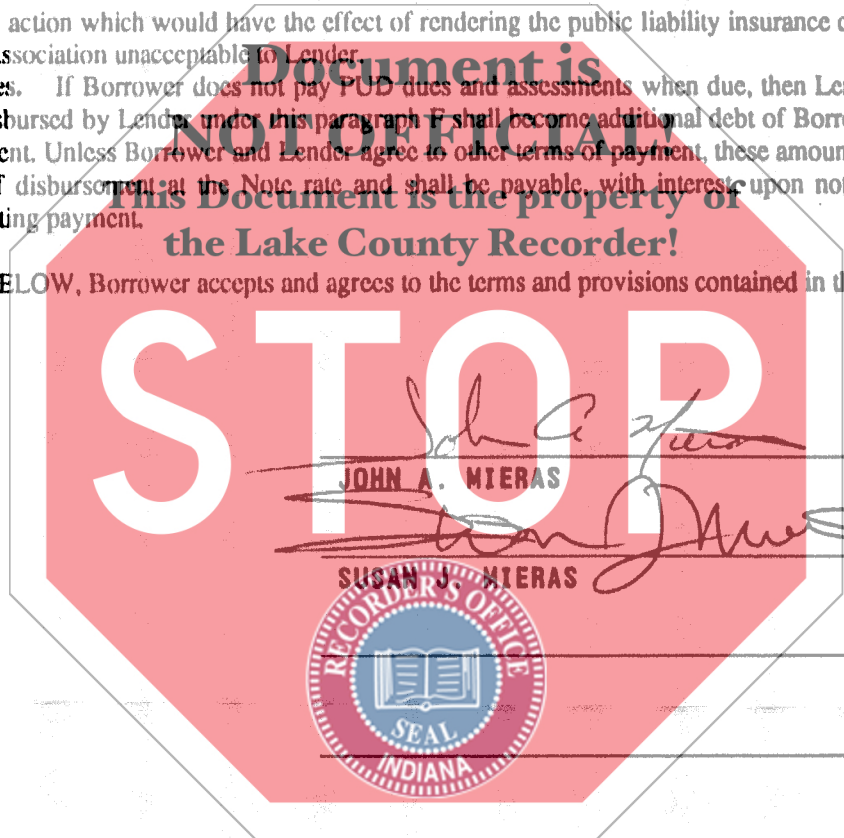 action which would have the effect of rendering the public liability insurance
ssociation unacceptable to Lender.
Document is
es. If Borrower does not pay PUD dues and assessments when due, then
sbursed by Lender under this paragraph F shall become additional debt of
NOT OFFICIAL!
ent. Unless Borrower and Lender agree to other terms of payment, these
f disbursement at the Note rate and shall be payable, with interest, upon
This Document is the property of
ting payment.
the Lake County Recorder!
ELOW, Borrower accepts and agrees to the terms and provisions contained in
STOP
John A Mieras
JOHN A. MIERAS
Susan J Mieras
SUSAN J. MIERAS
RECORDER'S OFFICE
SEAL
INDIANA